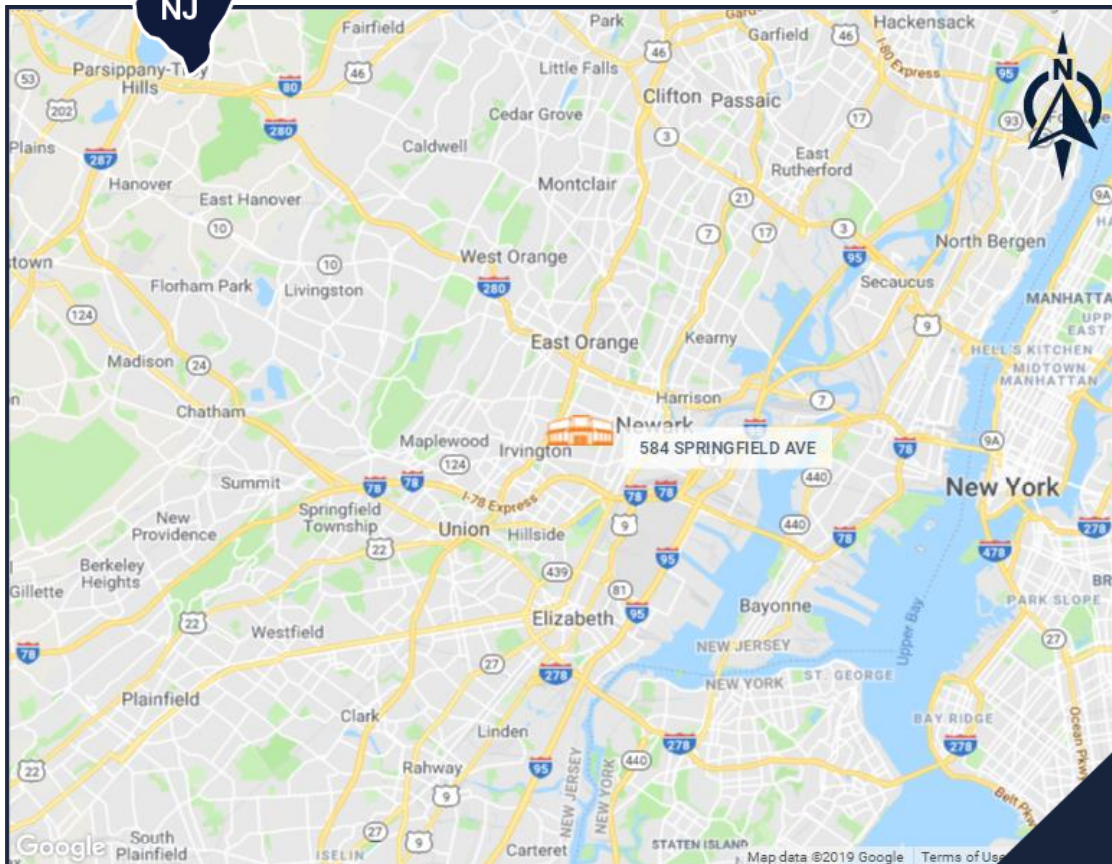 NJ
N
Fairfield
Park
Garfield
Hackensack
I-80 Express
53
Parsippany-Troy
Hills
46
80
Little Falls
46
46
95
202
Clifton
Passaic
Plains
287
280
Cedar Grove
Caldwell
3
17
93
Hanover
East Hanover
Montclair
East
Rutherford
21
9A
10
West Orange
7
17
3
95
North Bergen
10
280
Secaucus
Florham Park
Livingston
MANHATTA
124
9
Madison
24
East Orange
Kearny
HELL'S KITCHEN
MIDTOWN
MANHATTAN
Chatham
Harrison
7
Newark
584 SPRINGFIELD AVE
Maplewood
Irvington
124
9A
78
Summit
78
78
I-78 Express
78
78
440
New York
New
Providence
Springfield
Township
Union
Hillside
9
440
78
278
22
478
Berkeley
Heights
Gillette
439
95
81
BR
PARK SLOPE
22
Westfield
Elizabeth
95
Bayonne
Upper Bay
27
78
NEW JERSEY
NEW YORK
ST. GEORGE
27
278
Plainfield
Clark
Linden
BAY RIDGE
Ocean Pkwy
278
278
22
Rahway
95
440
NEW JERSEY
NEW YORK
9
Belt Pkwy
27
9
South
Plainfield
ISELIN
Carteret
STATEN ISLAND
Google
Map data ©2019 Google
Terms of Use